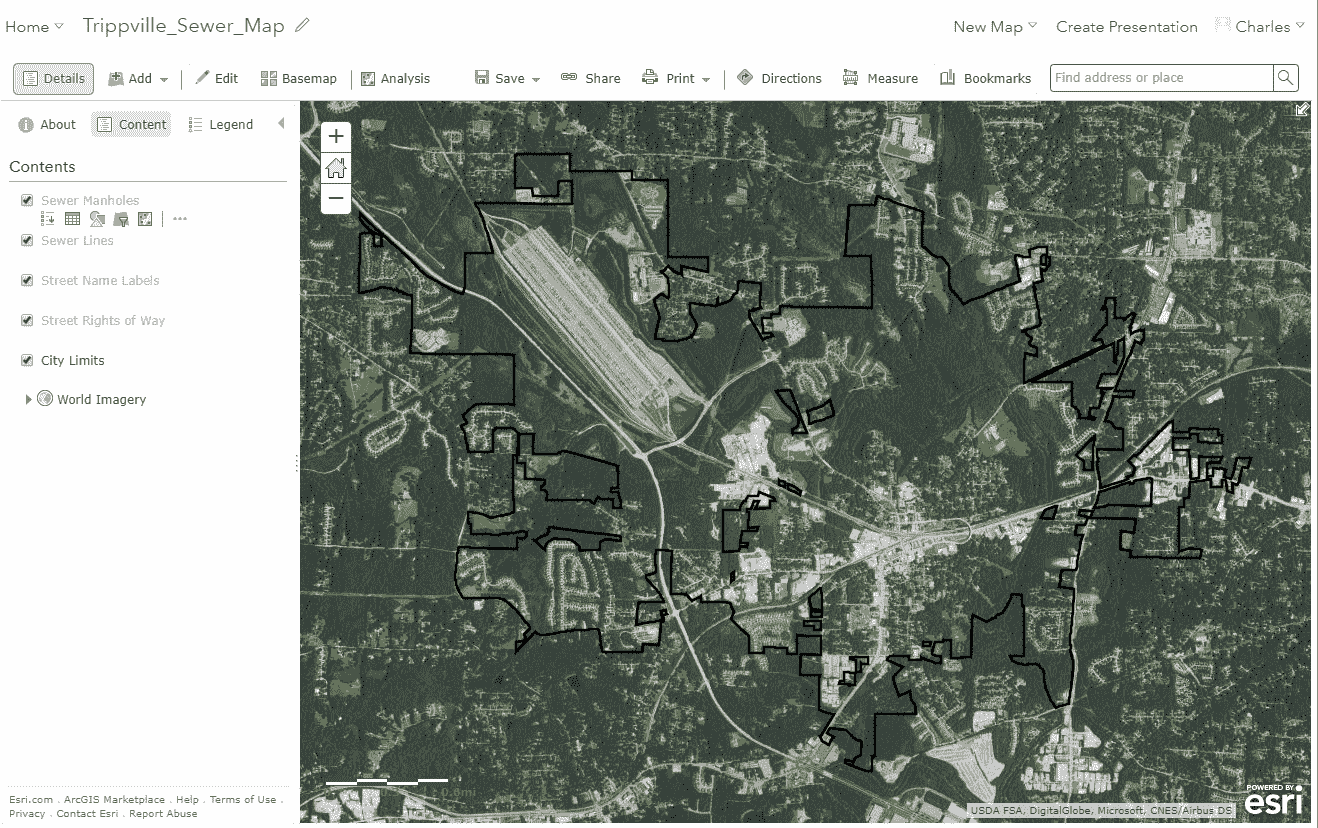 Home Trippville_Sewer_Map New Map Create Presentation Charles
Details Add Edit Basemap Analysis Save Share Print Directions Measure Bookmarks Find address or place
About Content Legend
Contents
Sewer Manholes
Sewer Lines
Street Name Labels
Street Rights of Way
City Limits
World Imagery
Esri.com . ArcGIS Marketplace . Help . Terms of Use .
Privacy . Contact Esri . Report Abuse
0.6mi
USDA FSA, DigitalGlobe, Microsoft, CNES/Airbus DS
POWERED BY
esri